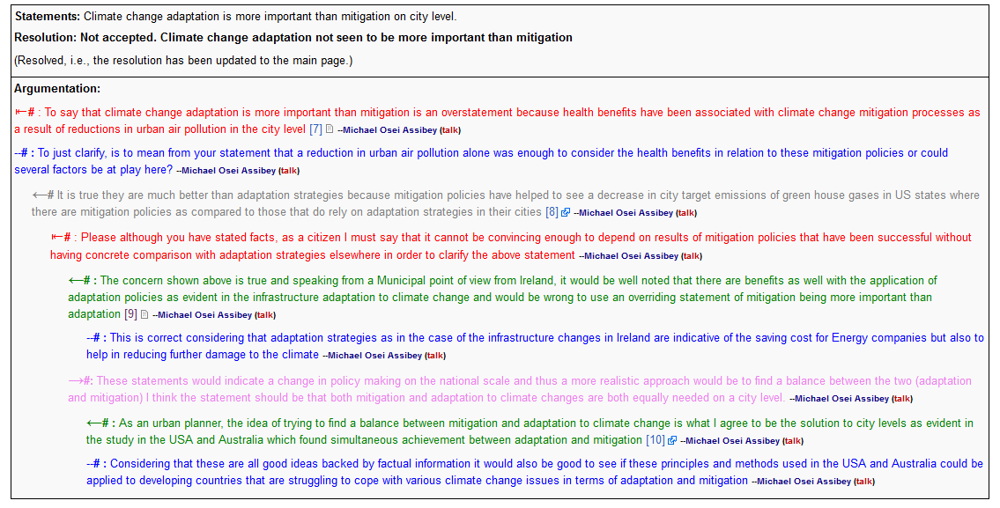 Statements: Climate change adaptation is more important than mitigation on city level.
Resolution: Not accepted. Climate change adaptation not seen to be more important than mitigation
(Resolved, i.e., the resolution has been updated to the main page.)
Argumentation:
⇤# : To say that climate change adaptation is more important than mitigation is an overstatement because health benefits have been associated with climate change mitigation processes as
a result of reductions in urban air pollution in the city level [7] --Michael Osei Assibey (talk)
--# : To just clarify, is to mean from your statement that a reduction in urban air pollution alone was enough to consider the health benefits in relation to these mitigation policies or could
several factors be at play here? --Michael Osei Assibey (talk)
←# It is true they are much better than adaptation strategies because mitigation policies have helped to see a decrease in city target emissions of green house gases in US states where
there are mitigation policies as compared to those that do rely on adaptation strategies in their cities [8] --Michael Osei Assibey (talk)
⇤# : Please although you have stated facts, as a citizen I must say that it cannot be convincing enough to depend on results of mitigation policies that have been successful without
having concrete comparison with adaptation strategies elsewhere in order to clarify the above statement --Michael Osei Assibey (talk)
←# : The concern shown above is true and speaking from a Municipal point of view from Ireland, it would be well noted that there are benefits as well with the application of
adaptation policies as evident in the infrastructure adaptation to climate change and would be wrong to use an overriding statement of mitigation being more important than
adaptation [9] --Michael Osei Assibey (talk)
--# : This is correct considering that adaptation strategies as in the case of the infrastructure changes in Ireland are indicative of the saving cost for Energy companies but also to
help in reducing further damage to the climate --Michael Osei Assibey (talk)
→#: These statements would indicate a change in policy making on the national scale and thus a more realistic approach would be to find a balance between the two (adaptation
and mitigation) I think the statement should be that both mitigation and adaptation to climate changes are both equally needed on a city level. --Michael Osei Assibey (talk)
←# : As an urban planner, the idea of trying to find a balance between mitigation and adaptation to climate change is what I agree to be the solution to city levels as evident in
the study in the USA and Australia which found simultaneous achievement between adaptation and mitigation [10] --Michael Osei Assibey (talk)
--# : Considering that these are all good ideas backed by factual information it would also be good to see if these principles and methods used in the USA and Australia could be
applied to developing countries that are struggling to cope with various climate change issues in terms of adaptation and mitigation --Michael Osei Assibey (talk)